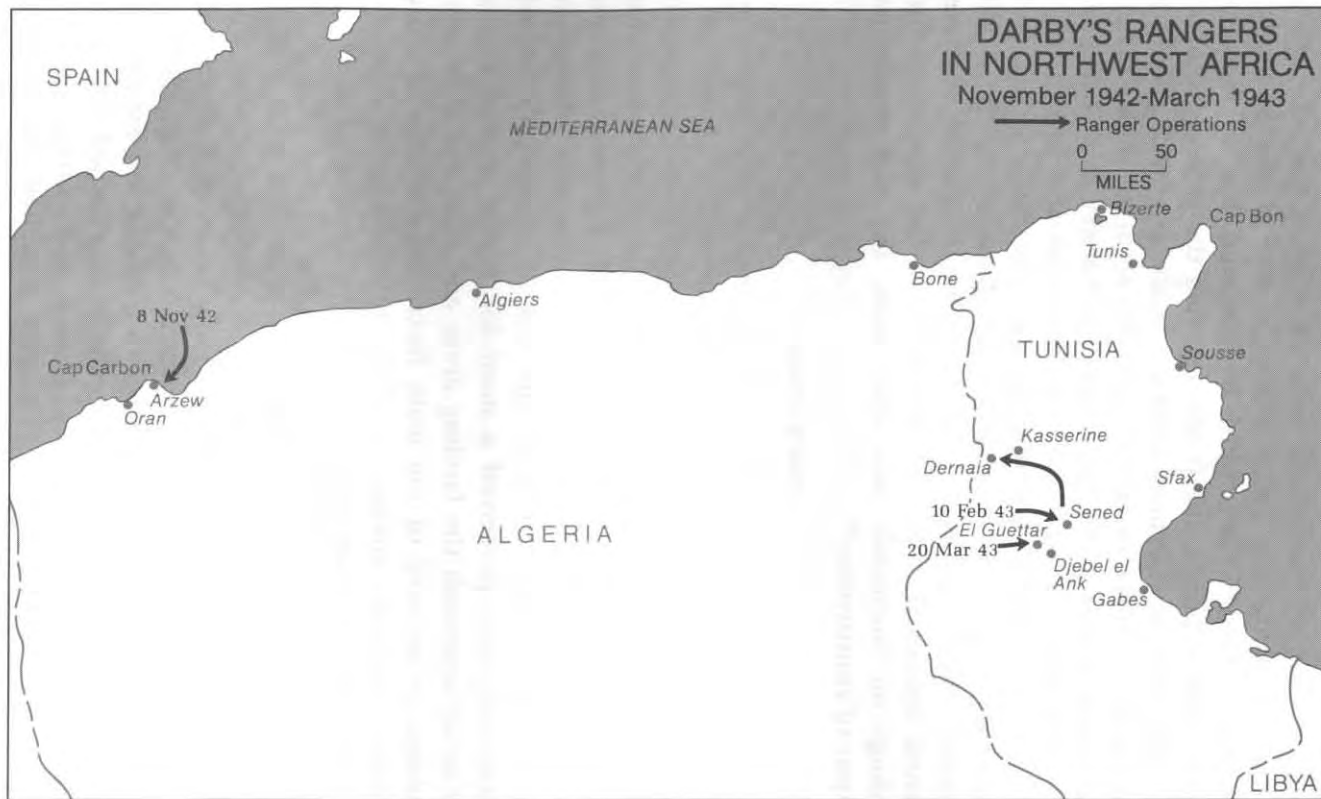 DARBY'S RANGERS
IN NORTHWEST AFRICA
November 1942-March 1943
Ranger Operations
0 50
MILES
SPAIN
MEDITERRANEAN SEA
Bizerte
Cap Bon
Tunis
Bone
Algiers
8 Nov 42
TUNISIA
Sousse
Cap Carbon
Arzew
Oran
Kasserine
Dernaia
Sfax
10 Feb 43
Sened
El Guettar
ALGERIA
20 Mar 43
Djebel el
Ank
Gabes
LIBYA